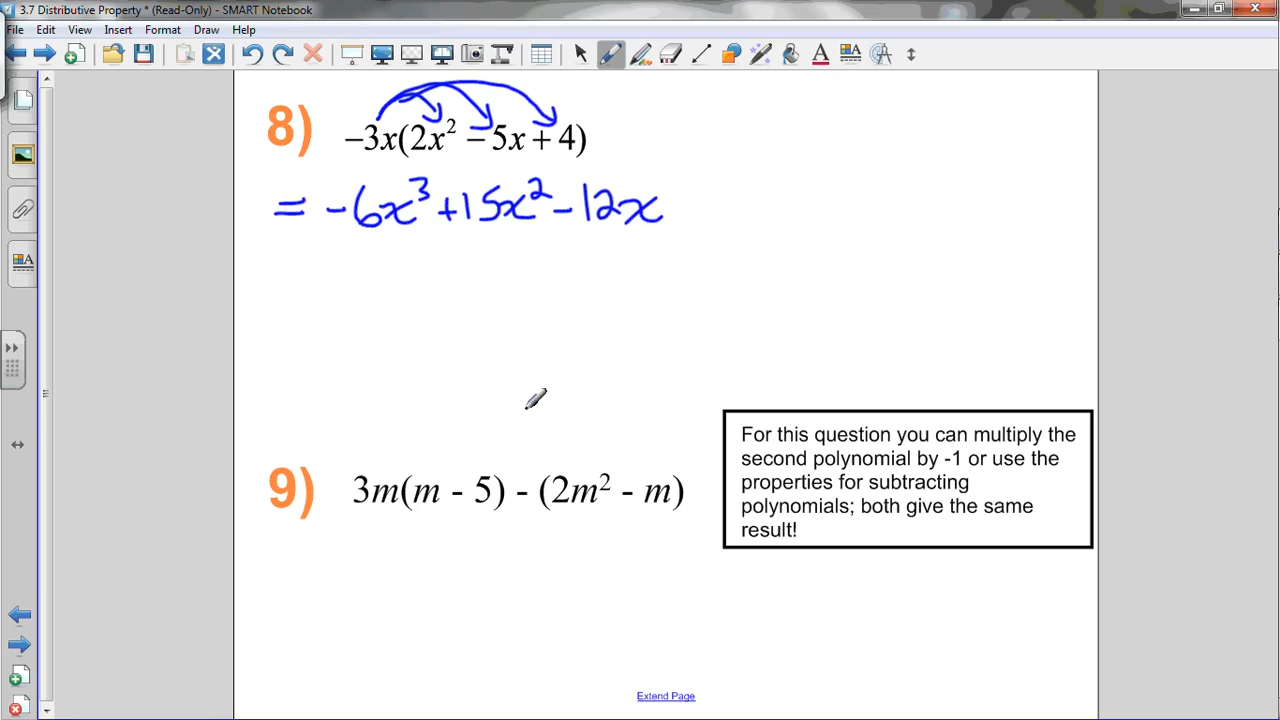 3.7 Distributive Property * (Read-Only) - SMART Notebook
File Edit View Insert Format Draw Help
8) –3x(2x² – 5x + 4)
= -6x³ +15x² -12x
9) 3m(m - 5) - (2m² - m)
For this question you can multiply the
second polynomial by -1 or use the
properties for subtracting
polynomials; both give the same
result!
Extend Page